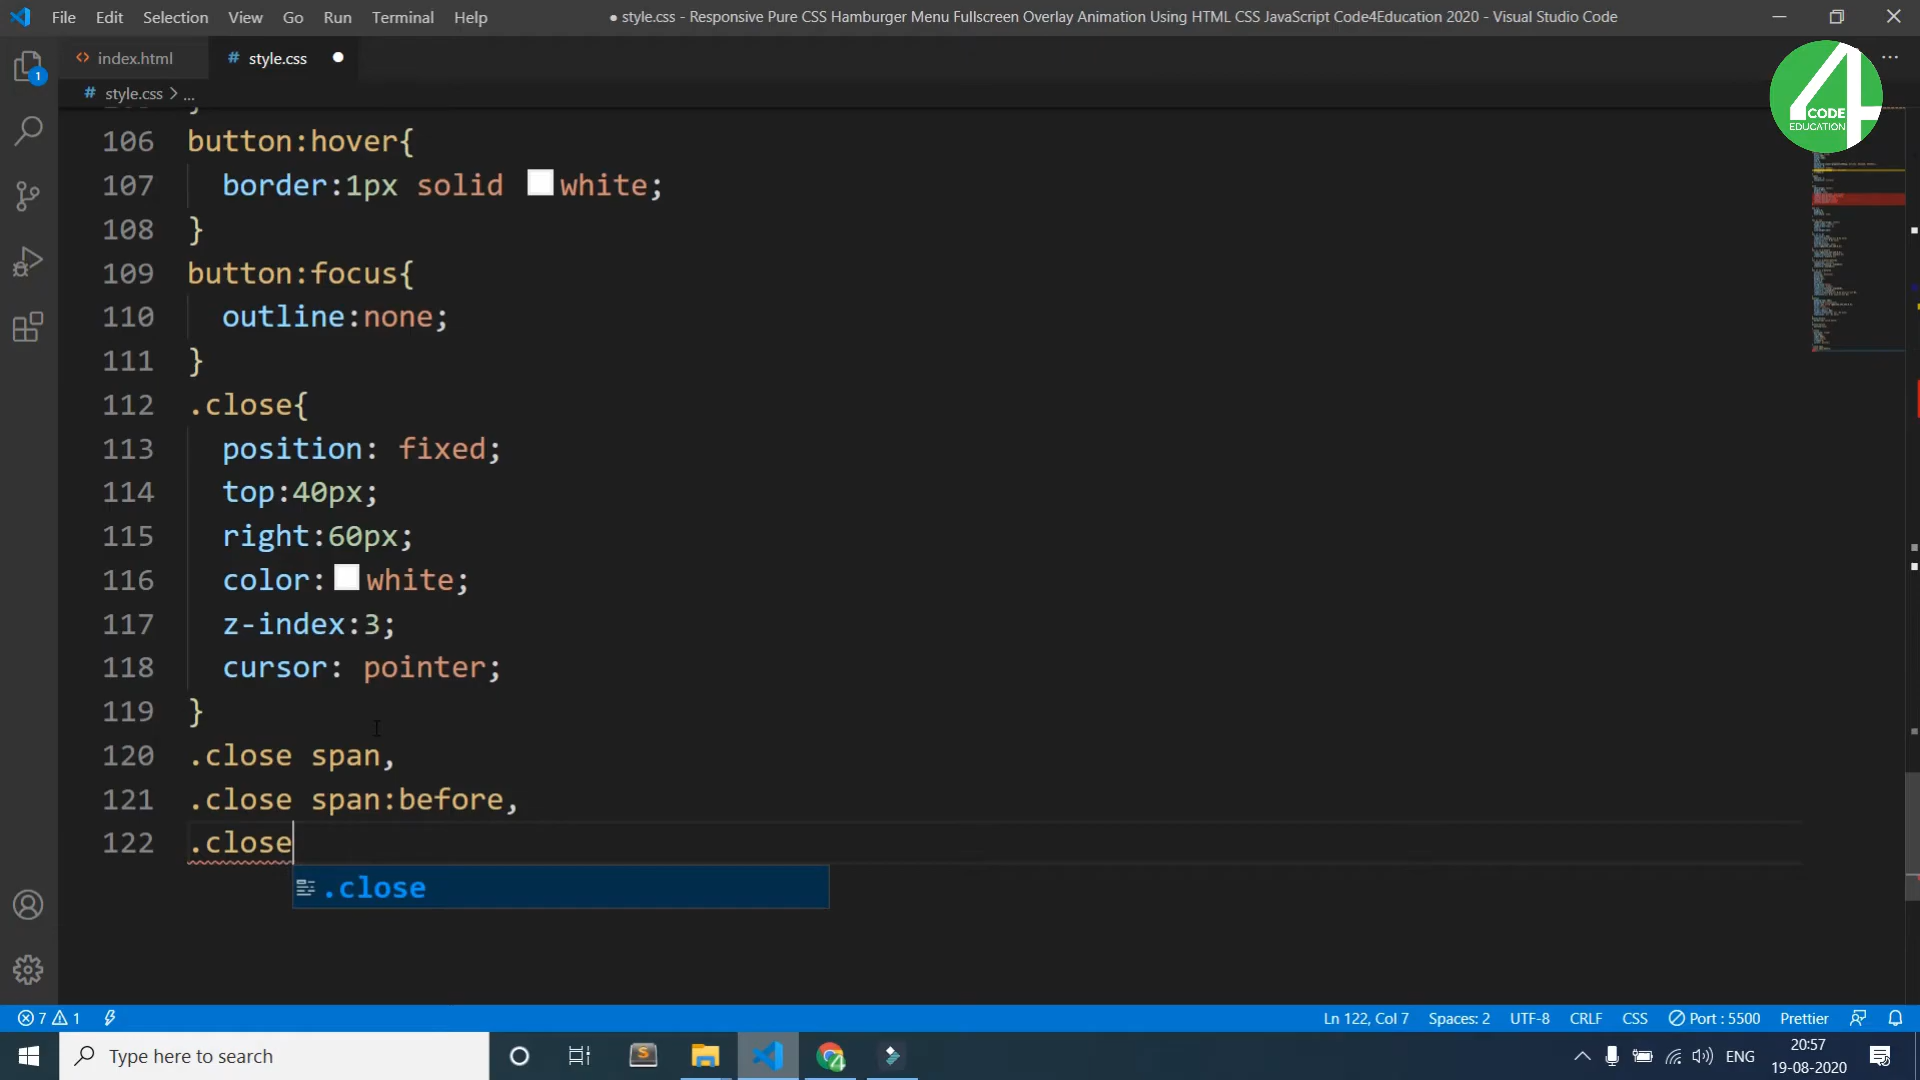 File Edit Selection View Go Run Terminal Help
● style.css - Responsive Pure CSS Hamburger Menu Fullscreen Overlay Animation Using HTML CSS JavaScript Code4Education 2020 - Visual Studio Code
index.html
# style.css
4
CODE
EDUCATION
# style.css > ...
1
106 button:hover{
107 border:1px solid white;
108 }
109 button:focus{
110 outline:none;
111 }
112 .close{
113 position: fixed;
114 top:40px;
115 right:60px;
116 color: white;
117 z-index:3;
118 cursor: pointer;
119 }
120 .close span,
121 .close span:before,
122 .close
.close
7 1
Ln 122, Col 7 Spaces: 2 UTF-8 CRLF CSS Port : 5500 Prettier
Type here to search
ENG
20:57
19-08-2020